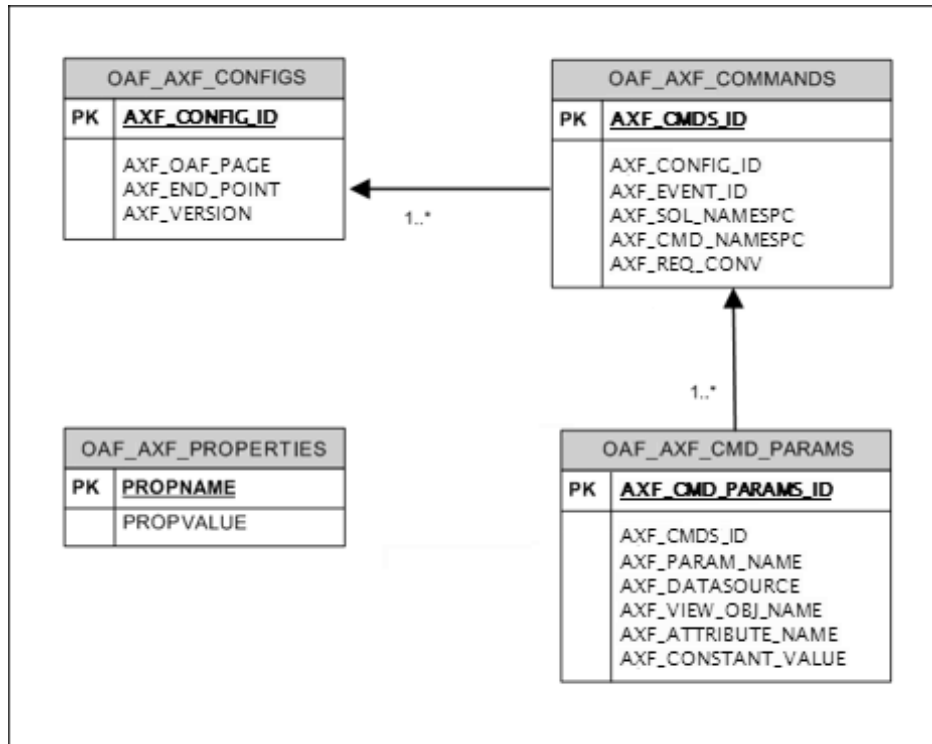 OAF_AXF_CONFIGS
PK AXF_CONFIG_ID
AXF_OAF_PAGE
AXF_END_POINT
AXF_VERSION
OAF_AXF_COMMANDS
PK AXF_CMDS_ID
AXF_CONFIG_ID
AXF_EVENT_ID
AXF_SOL_NAMESPC
AXF_CMD_NAMESPC
AXF_REQ_CONV
1..*
1..*
OAF_AXF_PROPERTIES
PK PROPNAME
PROPVALUE
OAF_AXF_CMD_PARAMS
PK AXF_CMD_PARAMS_ID
AXF_CMDS_ID
AXF_PARAM_NAME
AXF_DATASOURCE
AXF_VIEW_OBJ_NAME
AXF_ATTRIBUTE_NAME
AXF_CONSTANT_VALUE